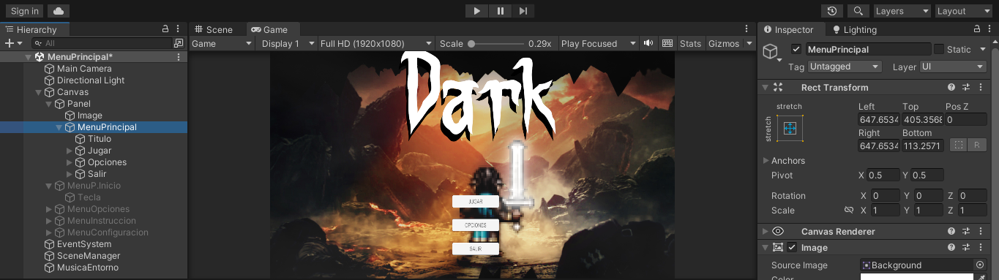 Sign in
Layers
Layout
Hierarchy
Scene
Game
Inspector
Lighting
All
Game
Display 1
Full HD (1920x1080)
Scale
0.29x
Play Focused
Stats
Gizmos
MenuPrincipal*
Main Camera
Directional Light
Canvas
Panel
Image
MenuPrincipal
Titulo
Jugar
Opciones
Salir
MenuP.Inicio
Tecla
MenuOpciones
MenuInstruccion
MenuConfiguracion
EventSystem
SceneManager
MusicaEntorno
Dark
JUGAR
OPCIONES
SALIR
MenuPrincipal
Static
Tag Untagged
Layer UI
Rect Transform
stretch
stretch
Left Top Pos Z
647.6534 405.3568 0
Right Bottom
647.6534 113.2571
R
Anchors
Pivot X 0.5 Y 0.5
Rotation X 0 Y 0 Z 0
Scale X 1 Y 1 Z 1
Canvas Renderer
Image
Source Image Background
Color